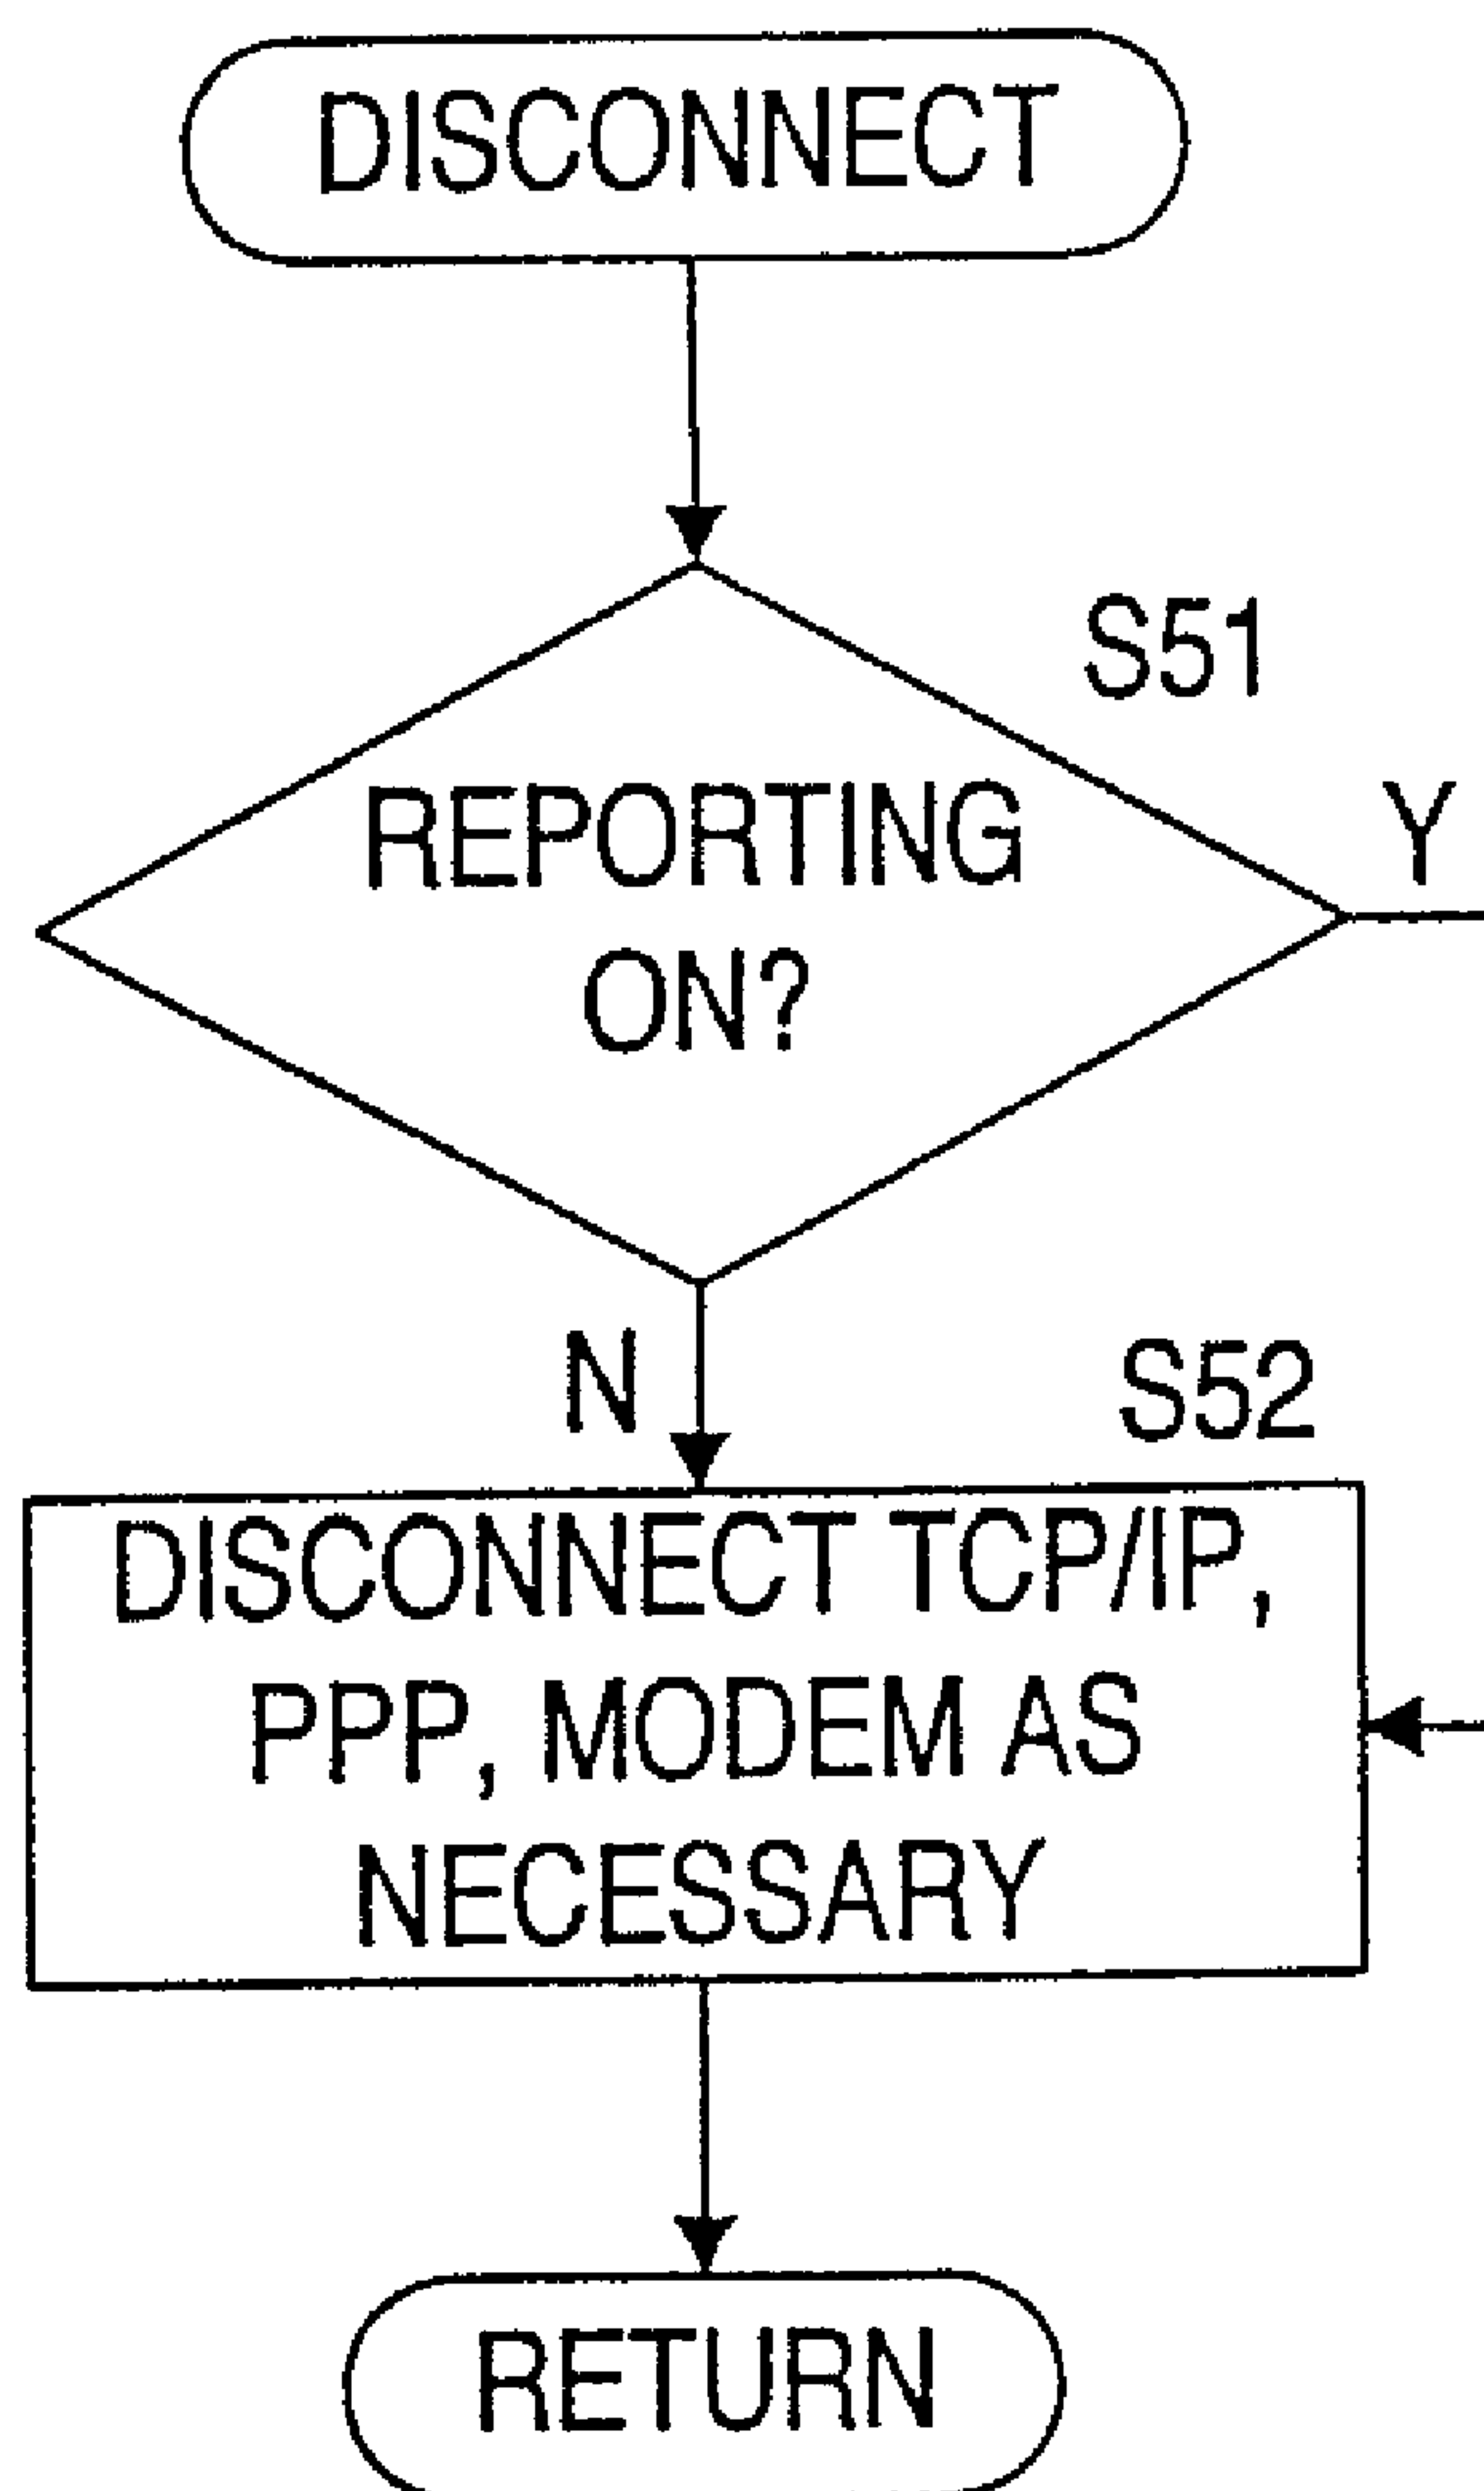 DISCONNECT
S51
REPORTING
ON?
Y
N
S52
DISCONNECT TCP/IP,
PPP, MODEM AS
NECESSARY
RETURN